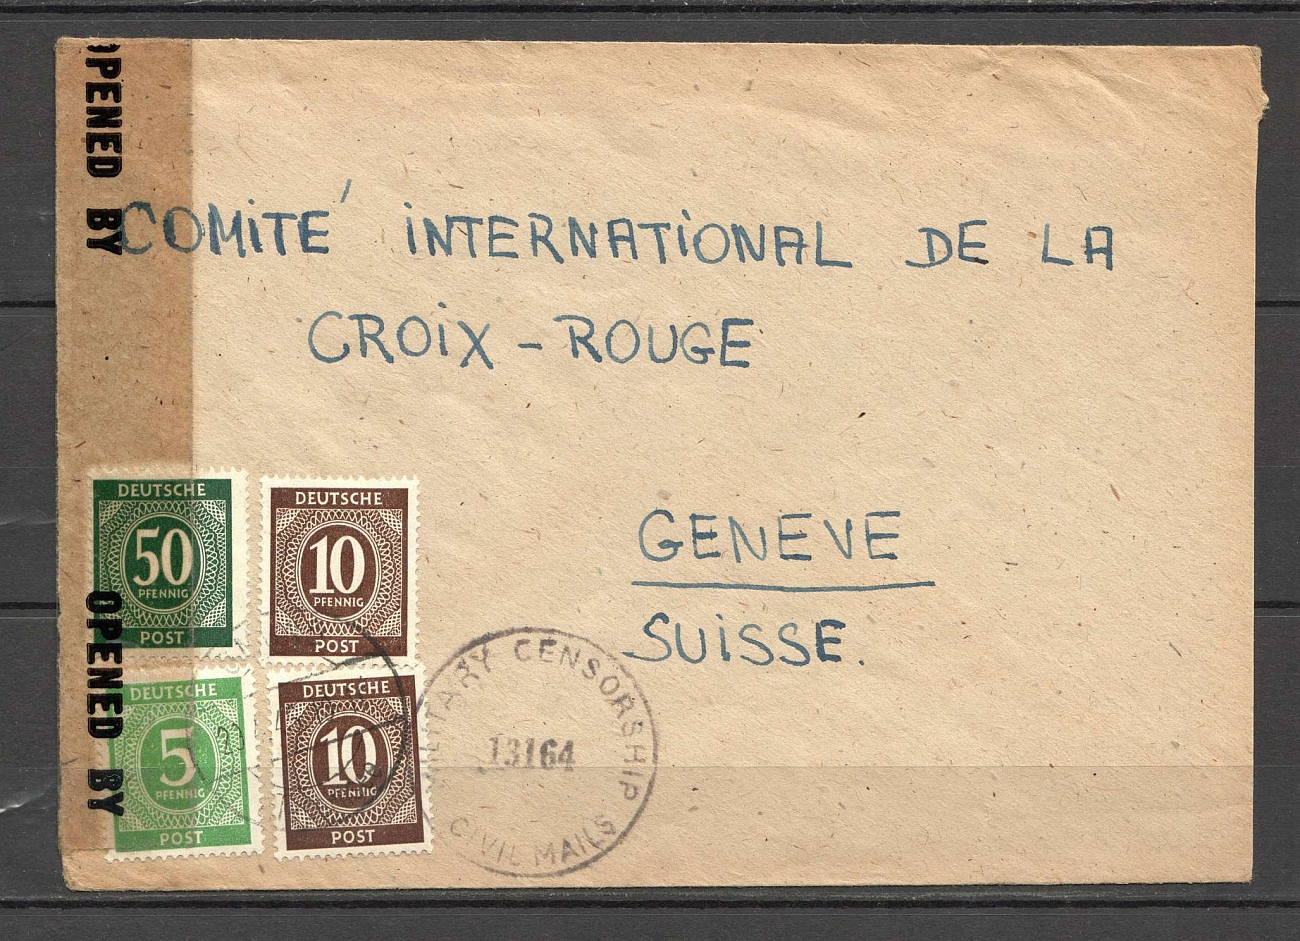 OPENED BY
COMiTÉ iNTERNATiONAL DE LA
CROiX - ROUGE
GENEVE
SUiSSE.
DEUTSCHE
50
PFENNIG
POST
DEUTSCHE
10
PFENNIG
POST
OPENED BY
DEUTSCHE
5
PFENNIG
POST
DEUTSCHE
10
PFENNIG
POST
MILITARY CENSORSHIP
13164
CIVIL MAILS